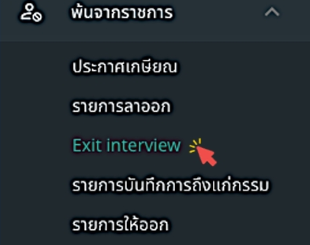 พ้นจากราชการ
ประกาศเกษียณ
รายการลาออก
Exit interview
รายการบันทึกการถึงแก่กรรม
รายการให้ออก